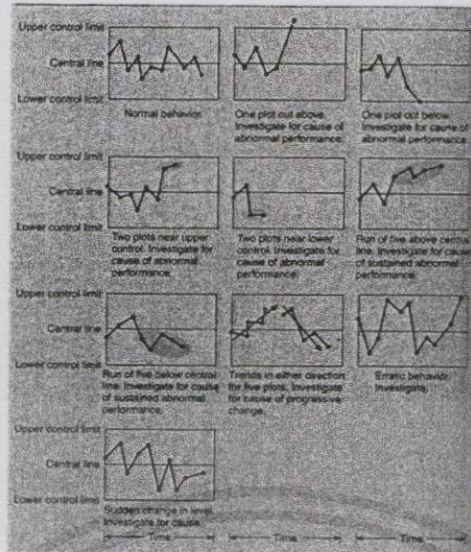 Upper control limit
Central line
Lower control limit
Normal behavior.
One plot out above.
Investigate for cause of
abnormal performance.
One plot out below.
Investigate for cause of
abnormal performance.
Upper control limit
Central line
Lower control limit
Two plots near upper
control. Investigate for
cause of abnormal
performance.
Two plots near lower
control. Investigate for
cause of abnormal
performance.
Run of five above central
line. Investigate for cause
of sustained abnormal
performance.
Upper control limit
Central line
Lower control limit
Run of five below central
line. Investigate for cause
of sustained abnormal
performance.
Trends in either direction
for five plots. Investigate
for cause of progressive
change.
Erratic behavior.
Investigate.
Upper control limit
Central line
Lower control limit
Sudden change in level.
Investigate for cause.
Time
Time
Time